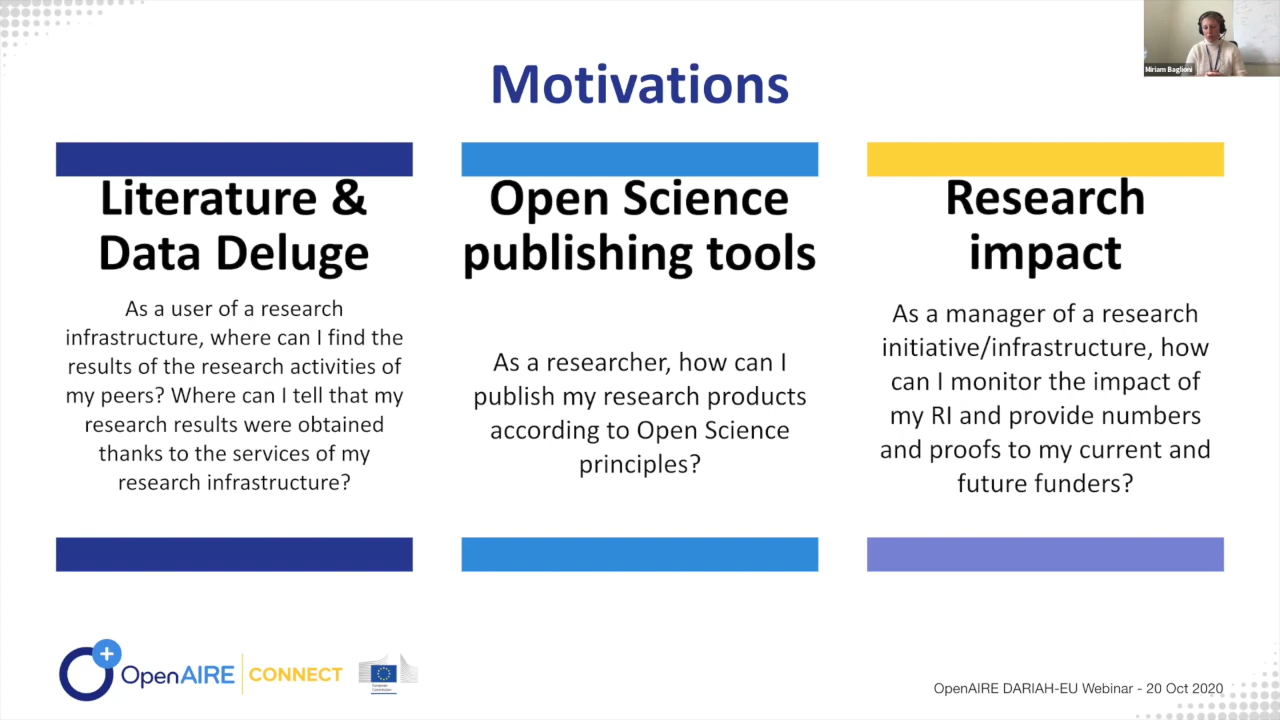 Miriam Baglioni
Motivations
Literature &
Data Deluge
As a user of a research
infrastructure, where can I find the
results of the research activities of
my peers? Where can I tell that my
research results were obtained
thanks to the services of my
research infrastructure?
Open Science
publishing tools
As a researcher, how can I
publish my research products
according to Open Science
principles?
Research
impact
As a manager of a research
initiative/infrastructure, how
can I monitor the impact of
my RI and provide numbers
and proofs to my current and
future funders?
OpenAIRE CONNECT
European
Commission
OpenAIRE DARIAH-EU Webinar - 20 Oct 2020